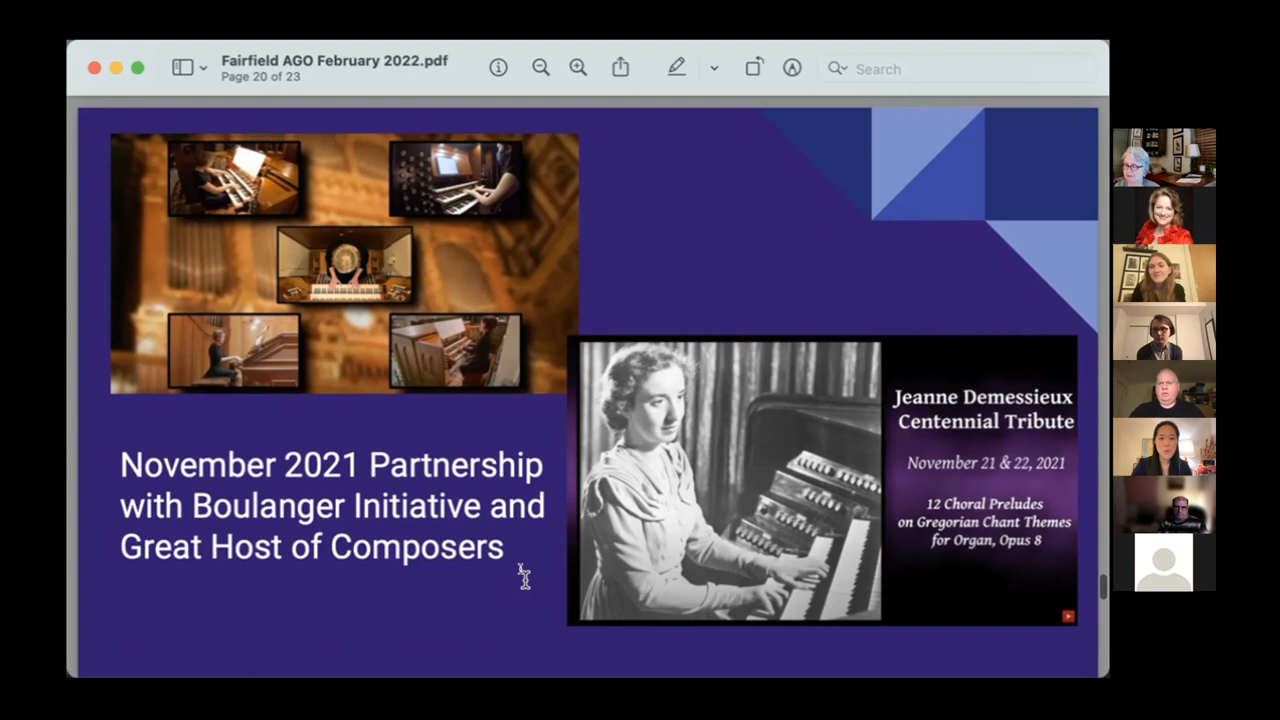 Fairfield AGO February 2022.pdf
Page 20 of 23
Search
Jeanne Demessieux
Centennial Tribute
November 21 & 22, 2021
12 Choral Preludes
on Gregorian Chant Themes
for Organ, Opus 8
November 2021 Partnership
with Boulanger Initiative and
Great Host of Composers